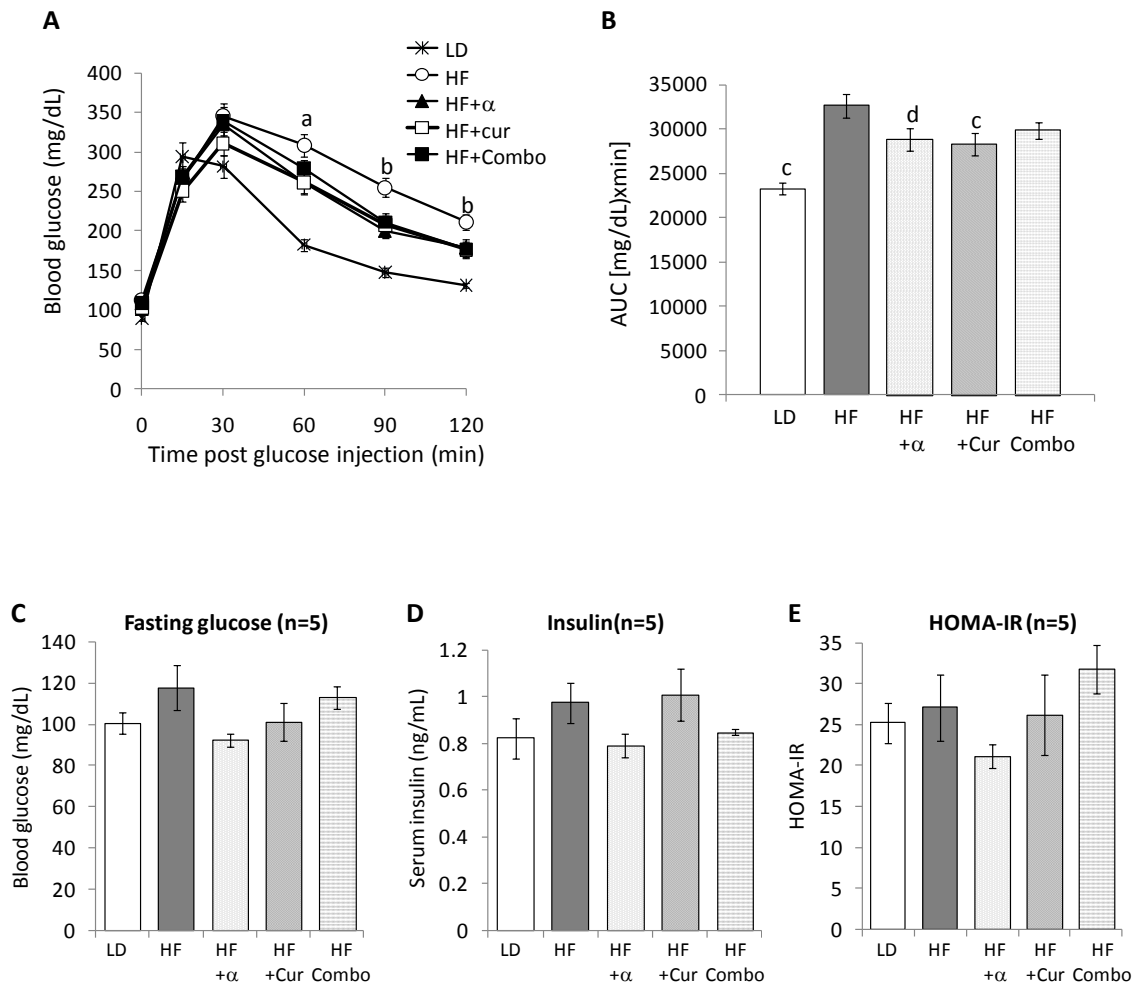 A
LD
HF
HF+α
HF+cur
HF+Combo
Blood glucose (mg/dL)
400
350
300
250
200
150
100
50
0
a
b
b
0 30 60 90 120
Time post glucose injection (min)
B
AUC [mg/dL)xmin]
40000
35000
30000
25000
20000
15000
10000
5000
0
c
d
c
LD HF HF HF HF
+α +Cur Combo
C
Fasting glucose (n=5)
Blood glucose (mg/dL)
140
120
100
80
60
40
20
0
LD HF HF HF HF
+α +Cur Combo
D
Insulin(n=5)
Serum insulin (ng/mL)
1.2
1
0.8
0.6
0.4
0.2
0
LD HF HF HF HF
+α +Cur Combo
E
HOMA-IR (n=5)
HOMA-IR
35
30
25
20
15
10
5
0
LD HF HF HF HF
+α +Cur Combo